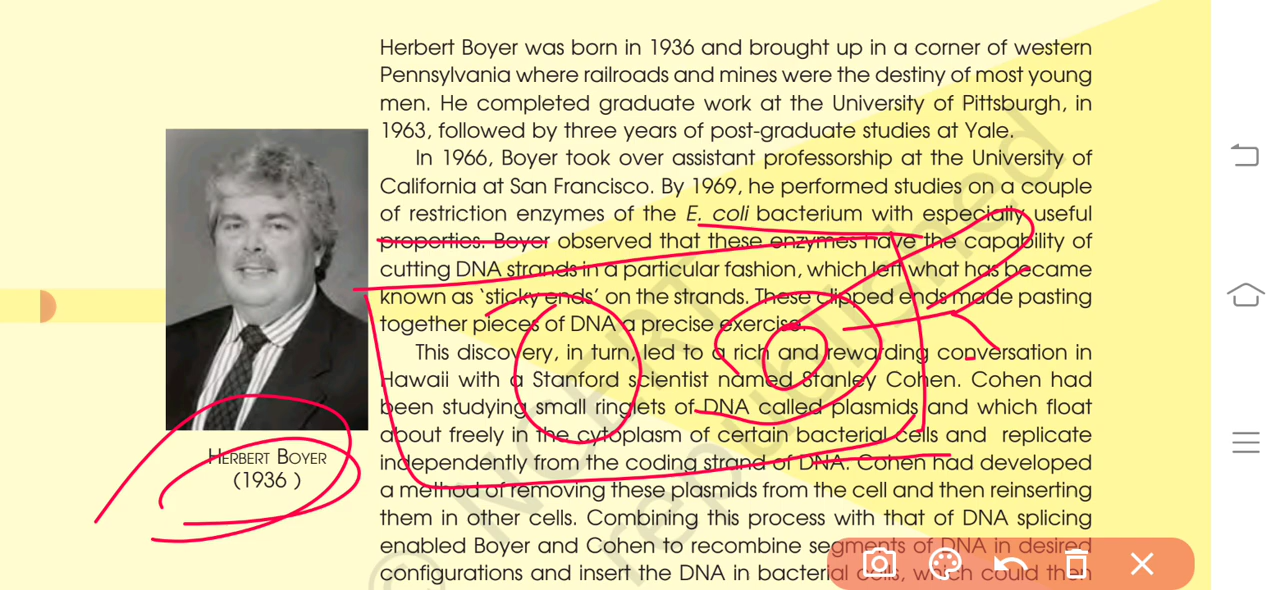 Herbert Boyer was born in 1936 and brought up in a corner of western
Pennsylvania where railroads and mines were the destiny of most young
men. He completed graduate work at the University of Pittsburgh, in
1963, followed by three years of post-graduate studies at Yale.
In 1966, Boyer took over assistant professorship at the University of
California at San Francisco. By 1969, he performed studies on a couple
of restriction enzymes of the E. coli bacterium with especially useful
properties. Boyer observed that these enzymes have the capability of
cutting DNA strands in a particular fashion, which left what has became
known as ‘sticky ends’ on the strands. These clipped ends made pasting
together pieces of DNA a precise exercise.
This discovery, in turn, led to a rich and rewarding conversation in
Hawaii with a Stanford scientist named Stanley Cohen. Cohen had
been studying small ringlets of DNA called plasmids and which float
about freely in the cytoplasm of certain bacterial cells and replicate
independently from the coding strand of DNA. Cohen had developed
a method of removing these plasmids from the cell and then reinserting
them in other cells. Combining this process with that of DNA splicing
enabled Boyer and Cohen to recombine segments of DNA in desired
configurations and insert the DNA in bacterial cells, which could then
HERBERT BOYER
(1936 )
© NCERT
republished